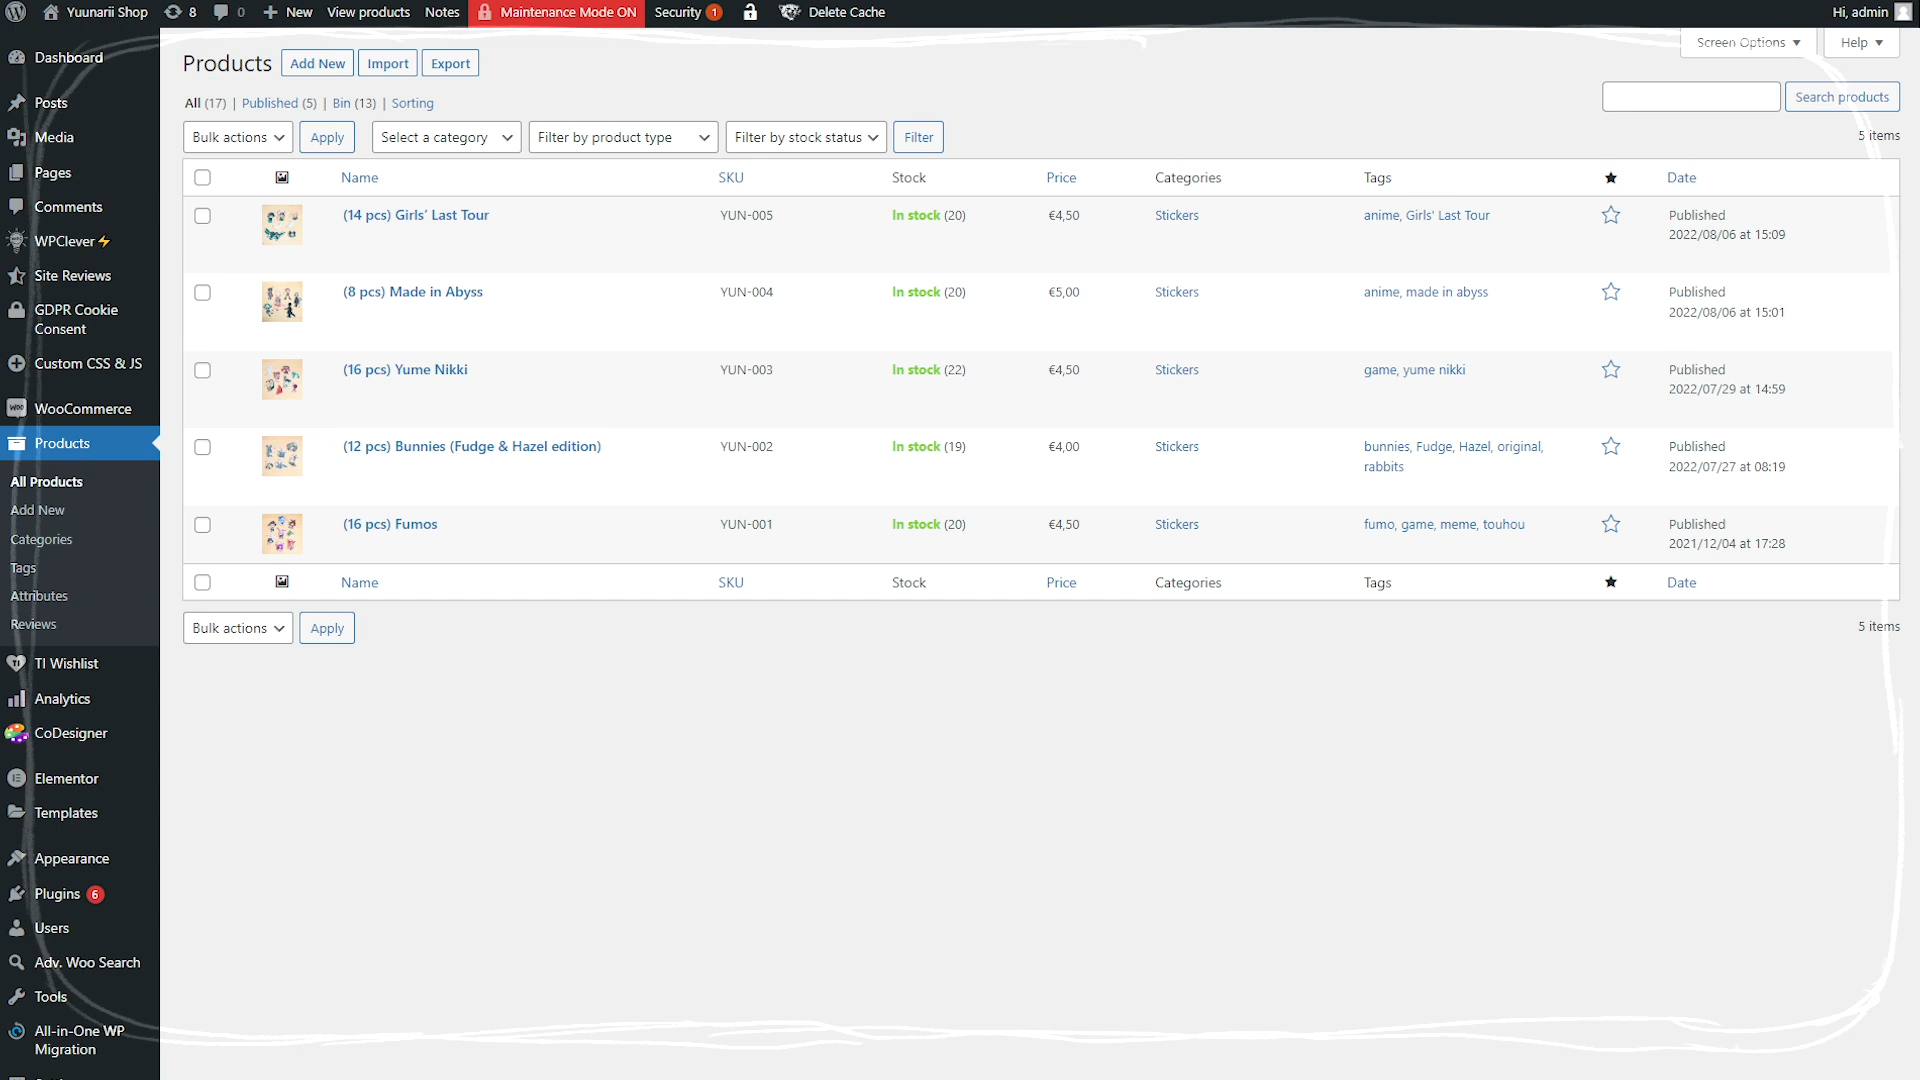 Yuunarii Shop 8 0 New View products Notes Maintenance Mode ON Security 1 Delete Cache Hi, admin
Screen Options Help
Dashboard
Posts
Media
Pages
Comments
WPClever⚡
Site Reviews
GDPR Cookie
Consent
Custom CSS & JS
WooCommerce
Products
All Products
Add New
Categories
Tags
Attributes
Reviews
TI Wishlist
Analytics
CoDesigner
Elementor
Templates
Appearance
Plugins 6
Users
Adv. Woo Search
Tools
All-in-One WP
Migration
Products Add New Import Export
All (17) | Published (5) | Bin (13) | Sorting
Search products
Bulk actions Apply Select a category Filter by product type Filter by stock status Filter
5 items
Name SKU Stock Price Categories Tags Date
(14 pcs) Girls' Last Tour YUN-005 In stock (20) €4,50 Stickers anime, Girls' Last Tour Published
2022/08/06 at 15:09
(8 pcs) Made in Abyss YUN-004 In stock (20) €5,00 Stickers anime, made in abyss Published
2022/08/06 at 15:01
(16 pcs) Yume Nikki YUN-003 In stock (22) €4,50 Stickers game, yume nikki Published
2022/07/29 at 14:59
(12 pcs) Bunnies (Fudge & Hazel edition) YUN-002 In stock (19) €4,00 Stickers bunnies, Fudge, Hazel, original, Published
rabbits 2022/07/27 at 08:19
(16 pcs) Fumos YUN-001 In stock (20) €4,50 Stickers fumo, game, meme, touhou Published
2021/12/04 at 17:28
Name SKU Stock Price Categories Tags Date
Bulk actions Apply
5 items